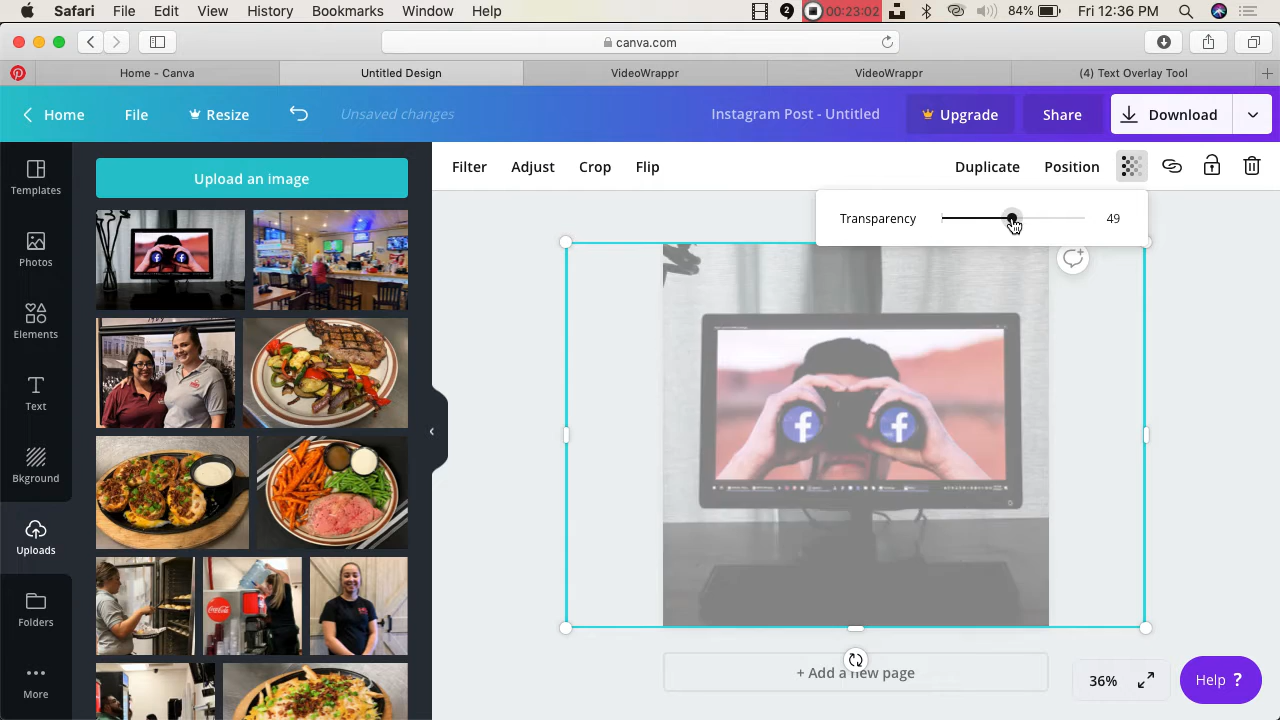 Safari File Edit View History Bookmarks Window Help 2 00:23:02 84% Fri 12:36 PM
canva.com
Home - Canva Untitled Design VideoWrappr VideoWrappr (4) Text Overlay Tool
Home File Resize Unsaved changes Instagram Post - Untitled Upgrade Share Download
Templates
Photos
Elements
Text
Bkground
Uploads
Folders
More
Upload an image
Coca-Cola
Filter Adjust Crop Flip Duplicate Position
Transparency 49
f f
+ Add a new page
36%
Help ?